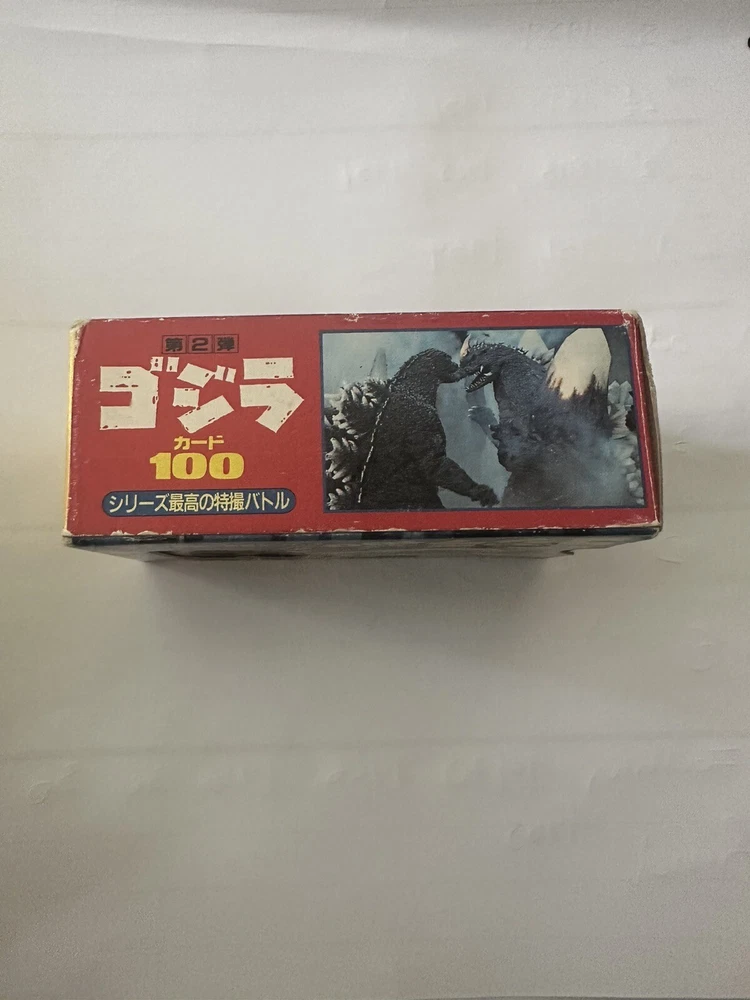 第2弾
ゴジラ
カード
100
シリーズ最高の特撮バトル